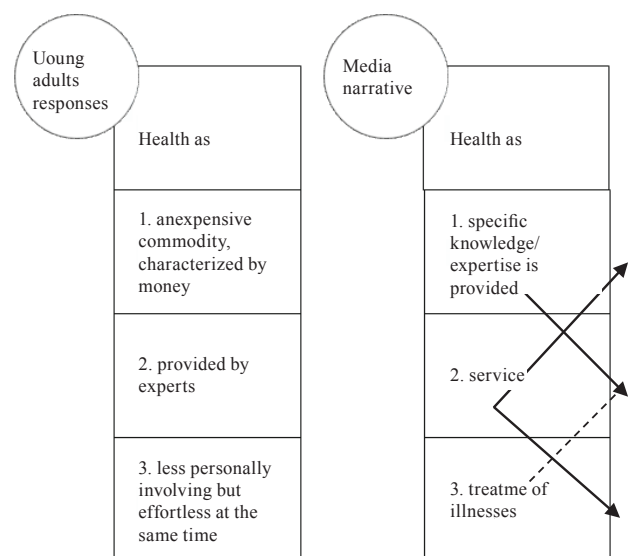 Uoung
adults
responses
Health as
1. anexpensive
commodity,
characterized by
money
2. provided by
experts
3. less personally
involving but
effortless at the
same time
Media
narrative
Health as
1. specific
knowledge/
expertise is
provided
2. service
3. treatme of
illnesses